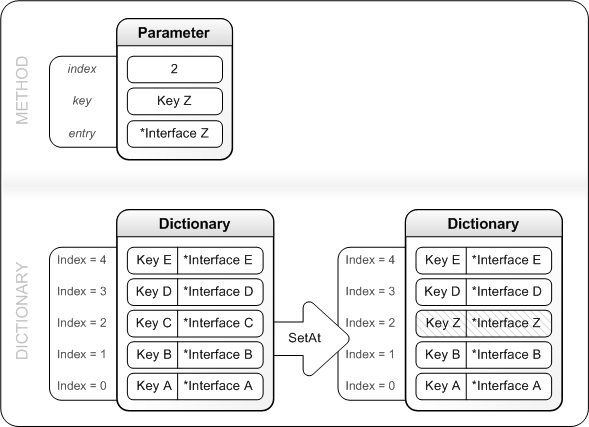 METHOD
Parameter
index 2
key Key Z
entry *Interface Z
DICTIONARY
Dictionary
Index = 4 Key E *Interface E
Index = 3 Key D *Interface D
Index = 2 Key C *Interface C
Index = 1 Key B *Interface B
Index = 0 Key A *Interface A
SetAt
Dictionary
Index = 4 Key E *Interface E
Index = 3 Key D *Interface D
Index = 2 Key Z *Interface Z
Index = 1 Key B *Interface B
Index = 0 Key A *Interface A